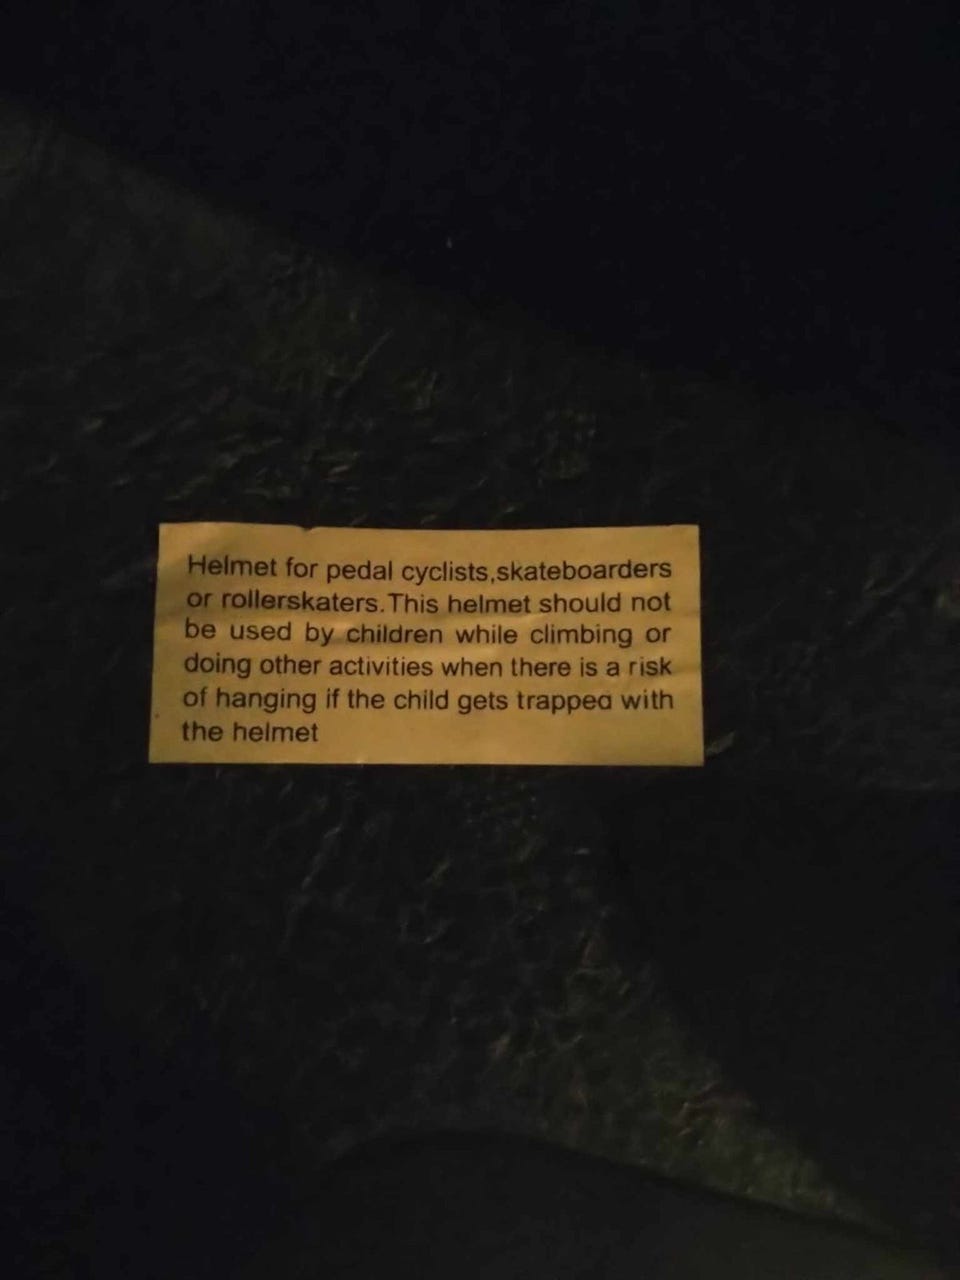 Helmet for pedal cyclists,skateboarders
or rollerskaters.This helmet should not
be used by children while climbing or
doing other activities when there is a risk
of hanging if the child gets trapped with
the helmet